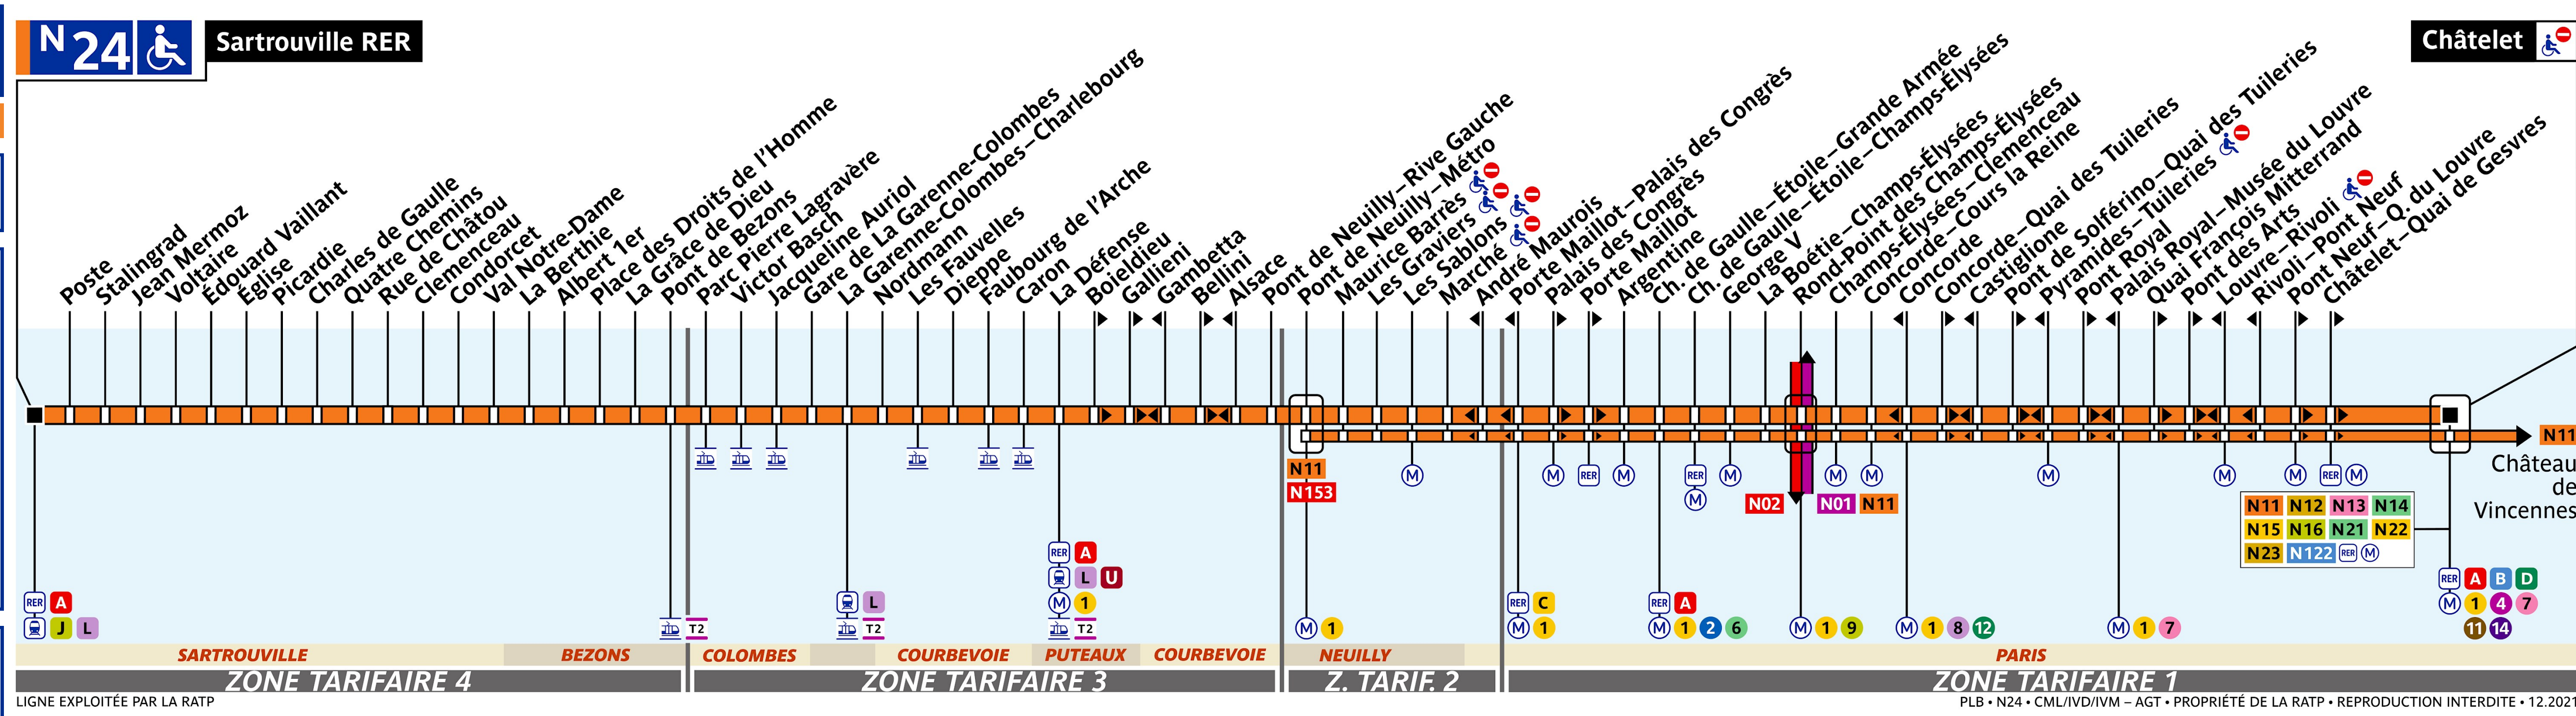 N24
Sartrouville RER
Châtelet
Poste
Stalingrad
Jean Mermoz
Voltaire
Édouard Vaillant
Église
Picardie
Charles de Gaulle
Quatre Chemins
Rue de Châtou
Clemenceau
Condorcet
Val Notre-Dame
La Berthie
Albert 1er
Place des Droits de l'Homme
La Grâce de Dieu
Pont de Bezons
Parc Pierre Lagravère
Victor Basch
Jacqueline Auriol
Gare de La Garenne-Colombes
La Garenne-Colombes–Charlebourg
Nordmann
Les Fauvelles
Dieppe
Faubourg de l'Arche
Caron
La Défense
Boieldieu
Gallieni
Gambetta
Bellini
Alsace
Pont de Neuilly–Rive Gauche
Pont de Neuilly–Métro
Maurice Barrès
Les Graviers
Les Sablons
Marché
André Maurois
Porte Maillot–Palais des Congrès
Palais des Congrès
Porte Maillot
Argentine
Ch. de Gaulle–Étoile–Grande Armée
Ch. de Gaulle–Étoile–Champs-Élysées
George V
La Boétie–Champs-Élysées
Rond-Point des Champs-Élysées
Champs-Élysées–Clemenceau
Concorde–Cours la Reine
Concorde
Concorde–Quai des Tuileries
Castiglione
Pont de Solférino–Quai des Tuileries
Pyramides–Tuileries
Pont Royal
Palais Royal–Musée du Louvre
Quai François Mitterrand
Pont des Arts
Louvre–Rivoli
Rivoli–Pont Neuf
Pont Neuf–Q. du Louvre
Châtelet–Quai de Gesvres
N11
Château
de
Vincennes
M M RER M RER M M M M M M RER M
M
N11
N153
N02 N01 N11
N11 N12 N13 N14
N15 N16 N21 N22
N23 N122 RER M
RER A
L U
M 1
T2
RER A
J L
T2
L
T2
M 1
RER C
M 1
RER A
M 1 2 6
M 1 9
M 1 8 12
M 1 7
RER A B D
M 1 4 7
11 14
SARTROUVILLE BEZONS COLOMBES COURBEVOIE PUTEAUX COURBEVOIE NEUILLY PARIS
ZONE TARIFAIRE 4 ZONE TARIFAIRE 3 Z. TARIF. 2 ZONE TARIFAIRE 1
LIGNE EXPLOITÉE PAR LA RATP
PLB • N24 • CML/IVD/IVM – AGT • PROPRIÉTÉ DE LA RATP • REPRODUCTION INTERDITE • 12.2021